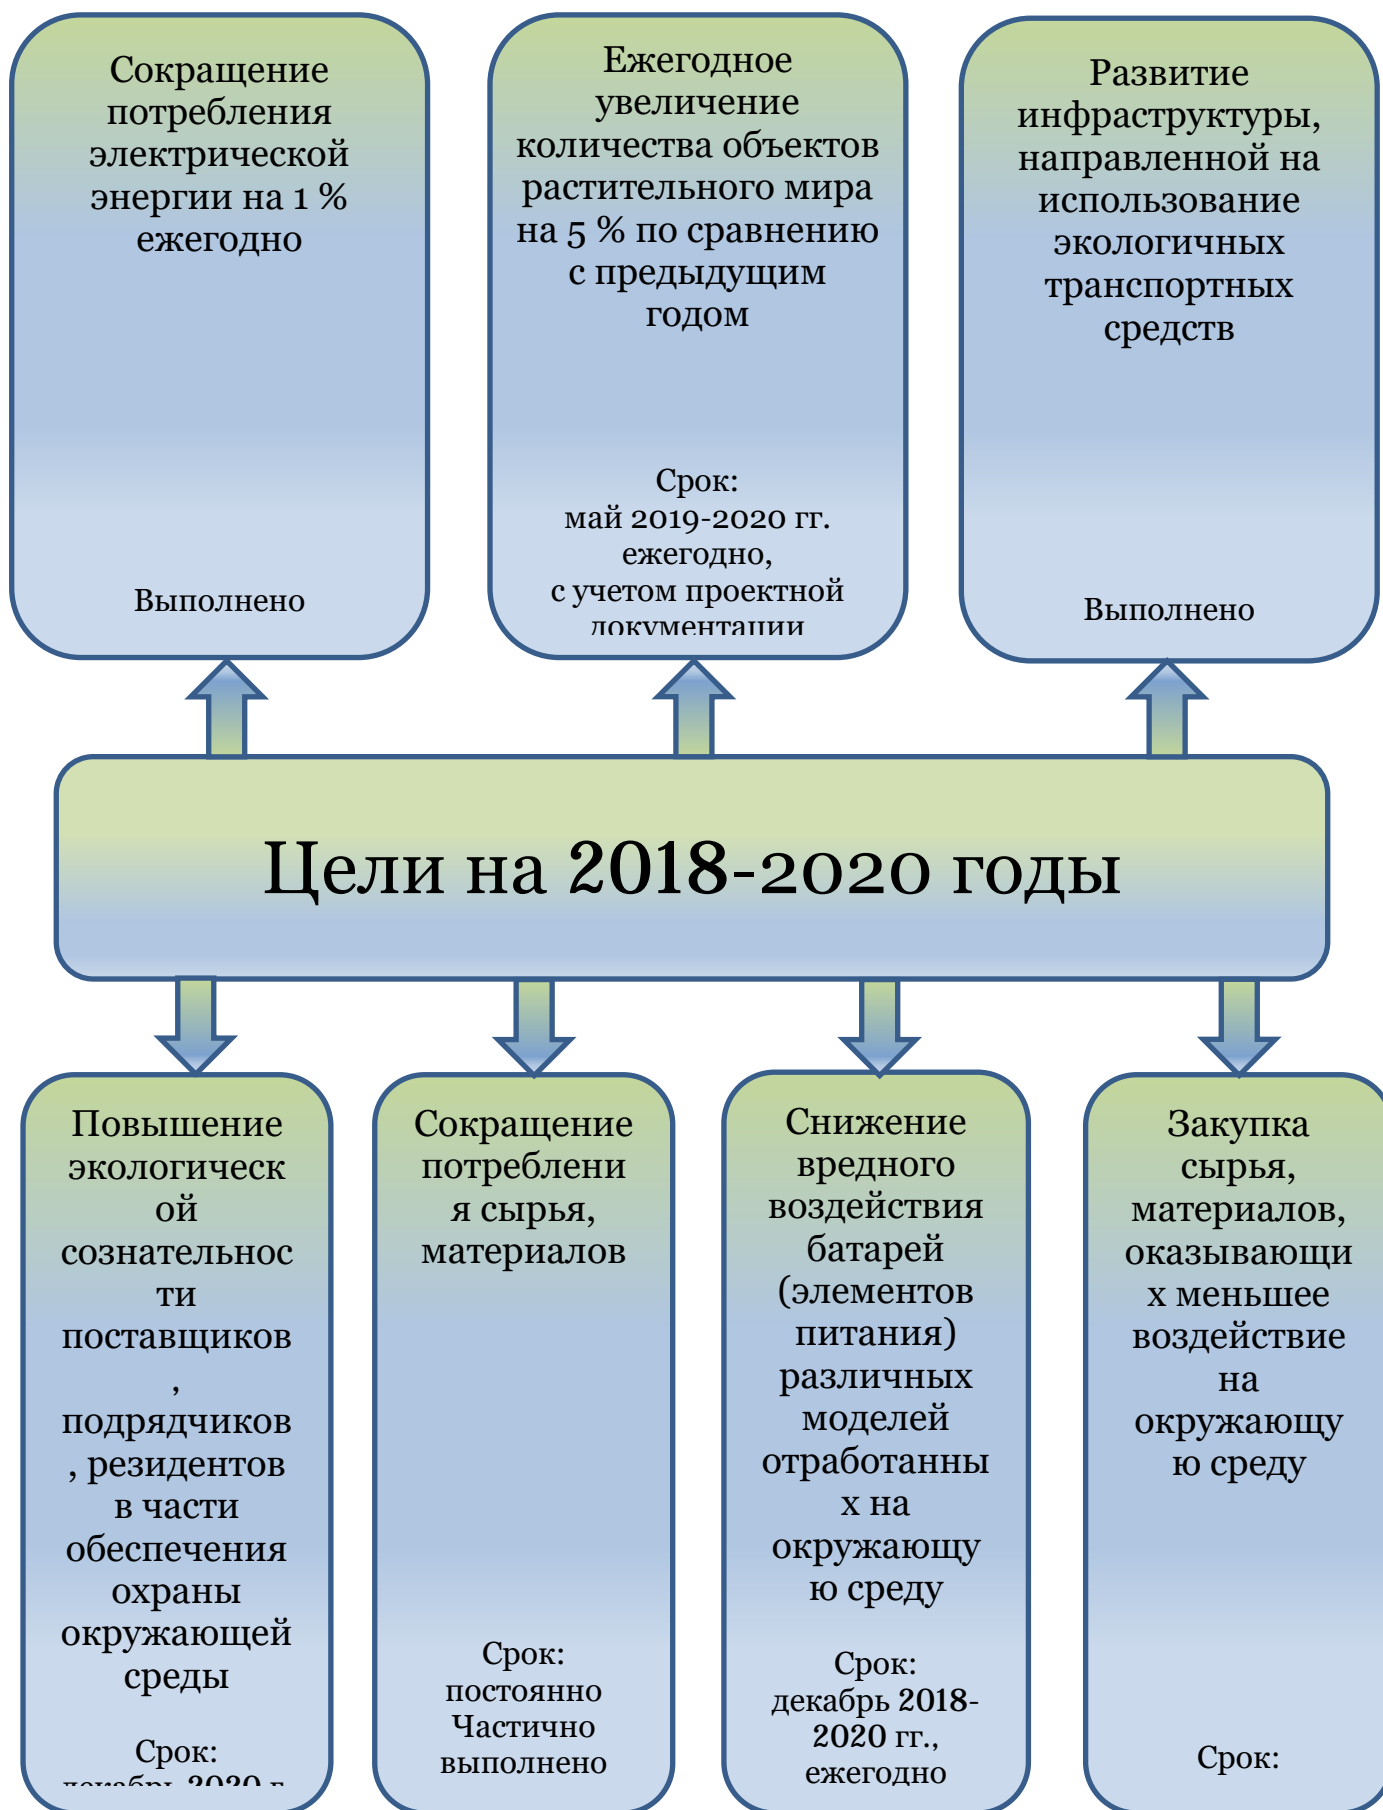 Сокращение
потребления
электрической
энергии на 1 %
ежегодно
Выполнено
Ежегодное
увеличение
количества объектов
растительного мира
на 5 % по сравнению
с предыдущим
годом
Срок:
май 2019-2020 гг.
ежегодно,
с учетом проектной
документации
Развитие
инфраструктуры,
направленной на
использование
экологичных
транспортных
средств
Выполнено
Цели на 2018-2020 годы
Повышение
экологическ
ой
сознательнос
ти
поставщиков
,
подрядчиков
, резидентов
в части
обеспечения
охраны
окружающей
среды
Срок:
декабрь 2020 г.
Сокращение
потреблени
я сырья,
материалов
Срок:
постоянно
Частично
выполнено
Снижение
вредного
воздействия
батарей
(элементов
питания)
различных
моделей
отработанны
х на
окружающу
ю среду
Срок:
декабрь 2018-
2020 гг.,
ежегодно
Закупка
сырья,
материалов,
оказывающи
х меньшее
воздействие
на
окружающу
ю среду
Срок: